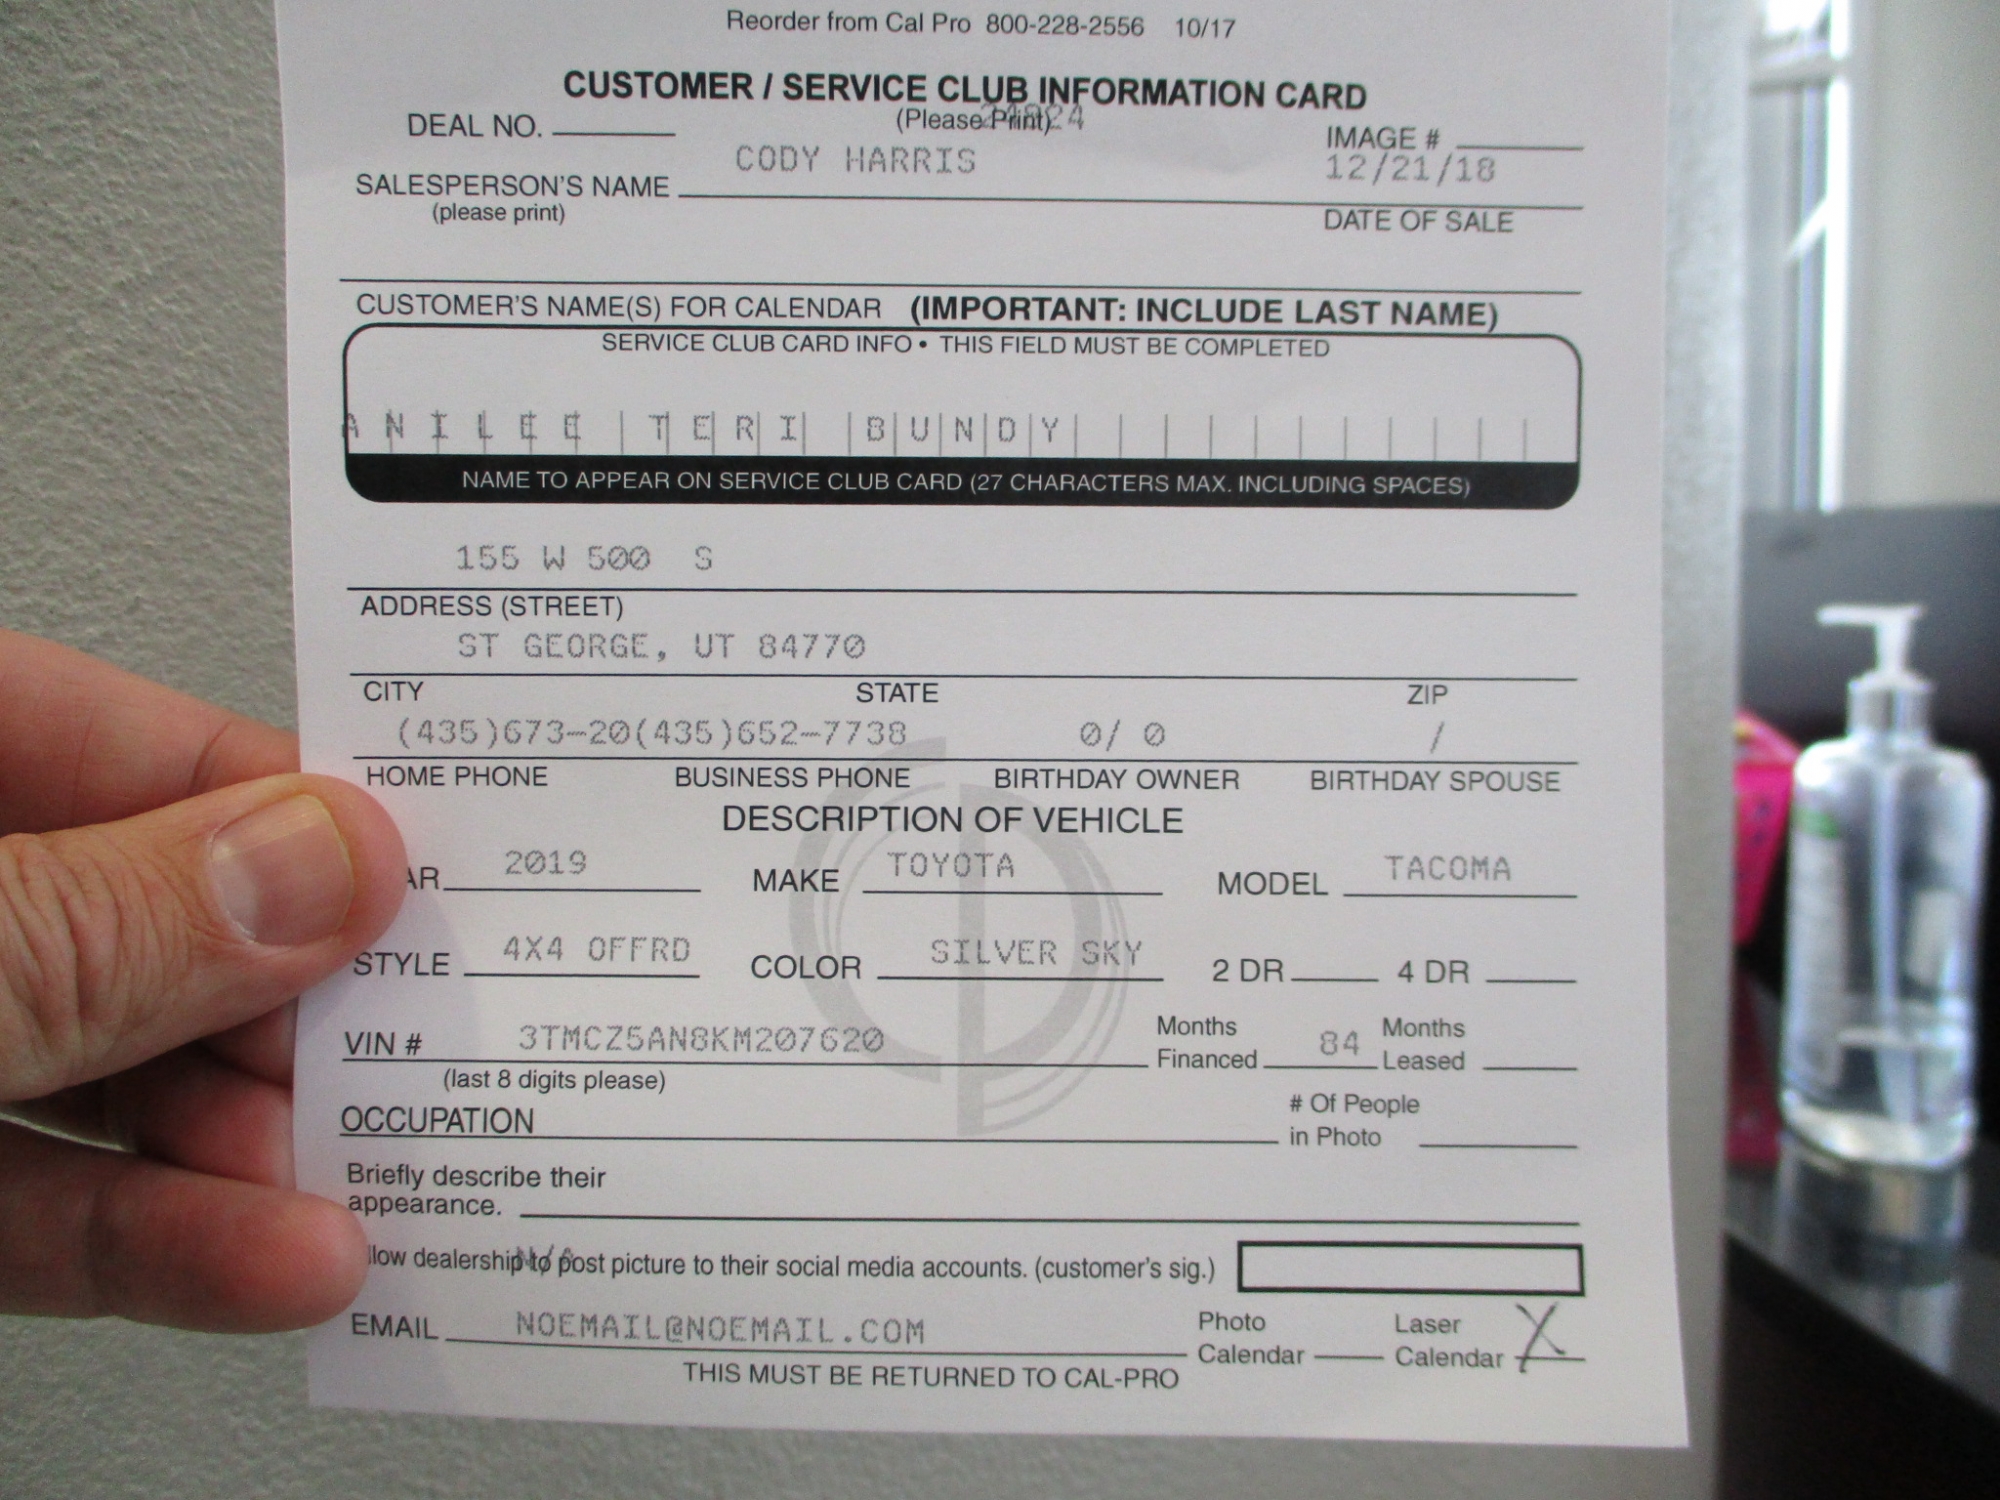 Reorder from Cal Pro 800-228-2556 10/17
CUSTOMER / SERVICE CLUB INFORMATION CARD
DEAL NO. (Please Print) IMAGE #
CODY HARRIS 12/21/18
SALESPERSON'S NAME
(please print) DATE OF SALE
CUSTOMER'S NAME(S) FOR CALENDAR (IMPORTANT: INCLUDE LAST NAME)
SERVICE CLUB CARD INFO • THIS FIELD MUST BE COMPLETED
ANILEE TERI BUNDY
NAME TO APPEAR ON SERVICE CLUB CARD (27 CHARACTERS MAX. INCLUDING SPACES)
155 W 500 S
ADDRESS (STREET)
ST GEORGE, UT 84770
CITY STATE ZIP
(435)673-20(435)652-7738 0/ 0 /
HOME PHONE BUSINESS PHONE BIRTHDAY OWNER BIRTHDAY SPOUSE
DESCRIPTION OF VEHICLE
AR 2019 MAKE TOYOTA MODEL TACOMA
STYLE 4X4 OFFRD COLOR SILVER SKY 2 DR 4 DR
VIN # 3TMCZ5AN8KM207620 Months Financed 84 Months Leased
(last 8 digits please)
OCCUPATION # Of People in Photo
Briefly describe their
appearance.
llow dealership to post picture to their social media accounts. (customer's sig.)
N/A
EMAIL NOEMAIL@NOEMAIL.COM Photo Calendar Laser Calendar X
THIS MUST BE RETURNED TO CAL-PRO